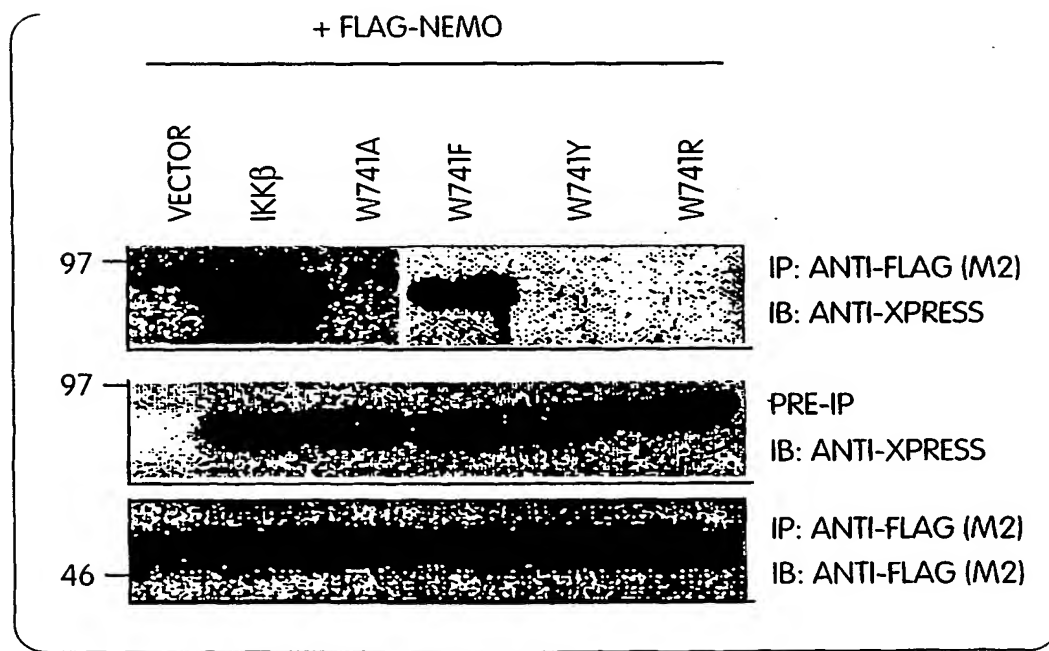 + FLAG-NEMO
VECTOR
IKKβ
W741A
W741F
W741Y
W741R
97
IP: ANTI-FLAG (M2)
IB: ANTI-XPRESS
97
PRE-IP
IB: ANTI-XPRESS
IP: ANTI-FLAG (M2)
46
IB: ANTI-FLAG (M2)